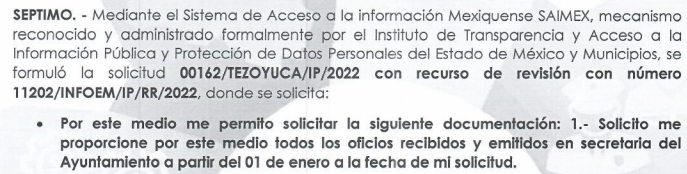 SEPTIMO. - Mediante el Sistema de Acceso a la información Mexiquense SAIMEX, mecanismo
reconocido y administrado formalmente por el Instituto de Transparencia y Acceso a la
Información Pública y Protección de Datos Personales del Estado de México y Municipios, se
formuló la solicitud 00162/TEZOYUCA/IP/2022 con recurso de revisión con número
11202/INFOEM/IP/RR/2022, donde se solicita:
• Por este medio me permito solicitar la siguiente documentación: 1.- Solicito me
proporcione por este medio todos los oficios recibidos y emitidos en secretaria del
Ayuntamiento a partir del 01 de enero a la fecha de mi solicitud.